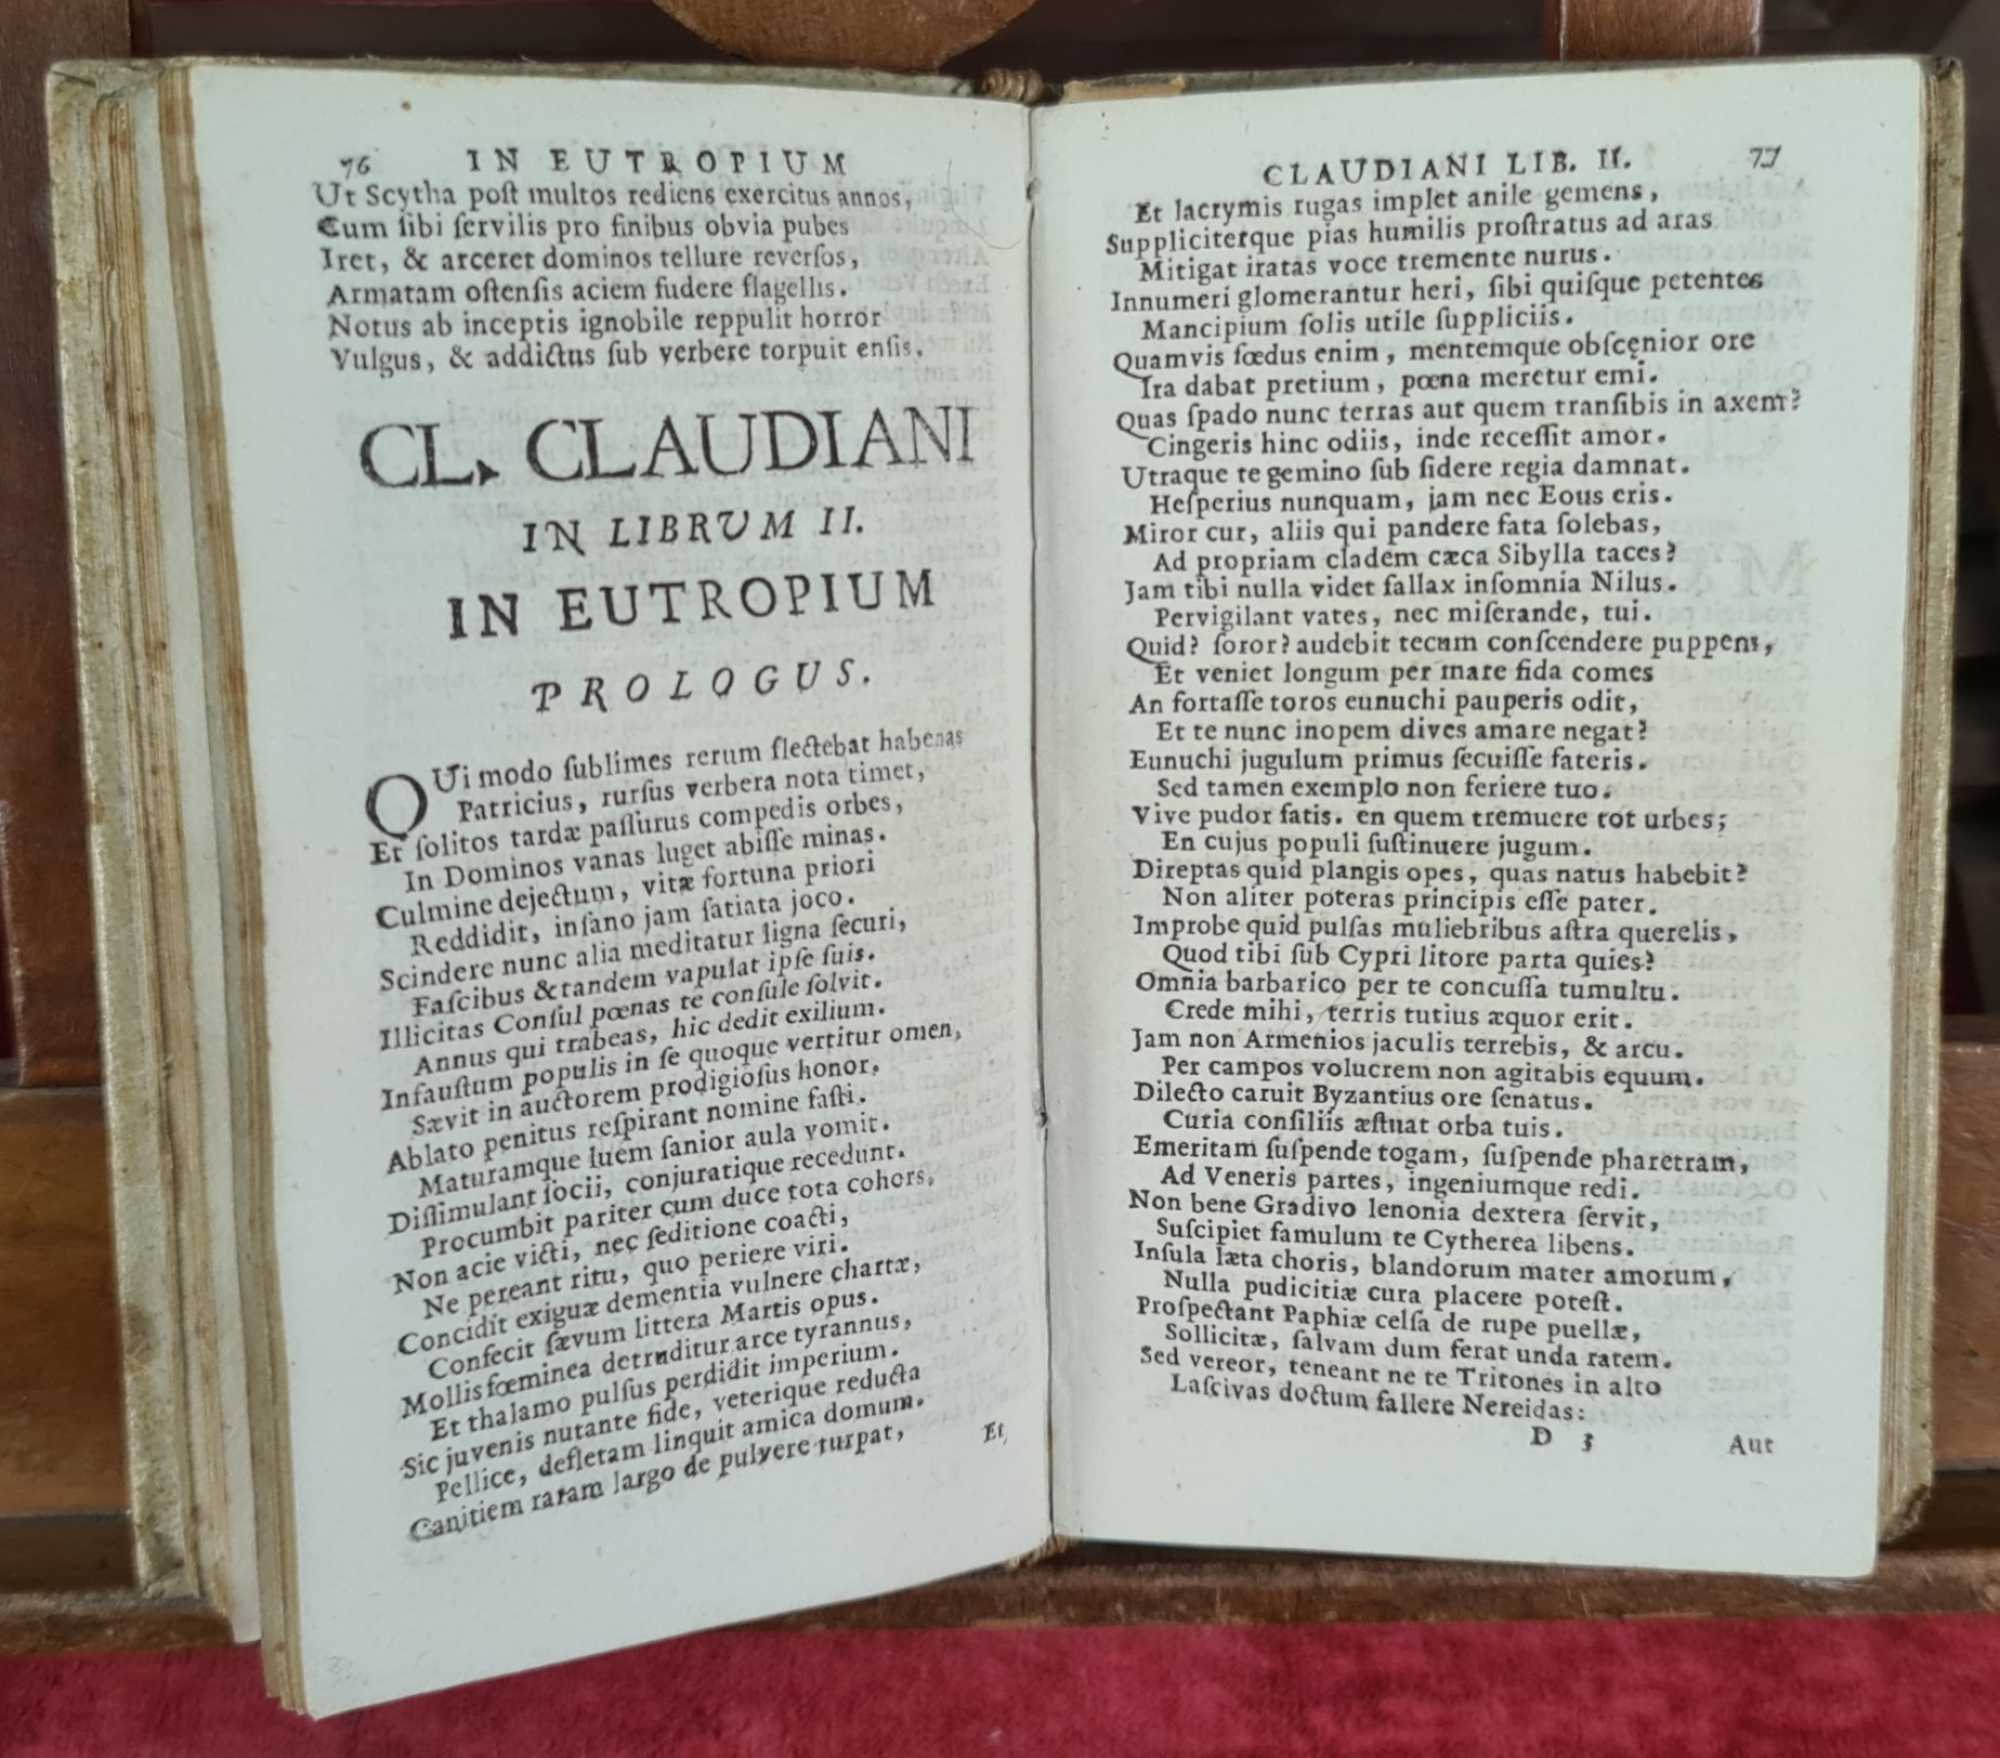 76 IN EUTROPIUM
Ut Scytha poſt multos rediens exercitus annos,
Cum ſibi ſervilis pro finibus obvia pubes
Iret, & arceret dominos tellure reverſos,
Armatam oſtenſis aciem fudere flagellis.
Notus ab inceptis ignobile reppulit horror
Vulgus, & addictus ſub verbere torpuit enſis.
CL. CLAUDIANI
IN LIBRUM II.
IN EUTROPIUM
PROLOGUS.
QUi modo ſublimes rerum flectebat habenas
Patricius, rurſus verbera nota timet,
Et ſolitos tardæ paſſurus compedis orbes,
In Dominos vanas luget abiſſe minas.
Culmine dejectum, vitæ fortuna priori
Reddidit, inſano jam ſatiata joco.
Scindere nunc alia meditatur ligna ſecuri,
Faſcibus & tandem vapulat ipſe ſuis.
Illicitas Conſul pœnas te conſule ſolvit.
Annus qui trabeas, hic dedit exilium.
Infauſtum populis in ſe quoque vertitur omen,
Sævit in auctorem prodigioſus honor.
Ablato penitus reſpirant nomine faſti.
Maturamque luem ſanior aula vomit.
Diſſimulant ſocii, conjuratique recedunt.
Procumbit pariter cum duce tota cohors.
Non acie victi, nec ſeditione coacti,
Ne pereant ritu, quo periere viri.
Concidit exiguæ dementia vulnere chartæ,
Confecit ſævum littera Martis opus.
Mollis fœminea detruditur arce tyrannus,
Et thalamo pulſus perdidit imperium.
Sic juvenis nutante fide, veterique reducta
Pellice, defletam linquit amica domum.
Canitiem raram largo de pulvere turpat,
Et
CLAUDIANI LIB. II. 77
Et lacrymis rugas implet anile gemens,
Suppliciterque pias humilis proſtratus ad aras
Mitigat iratas voce tremente nurus.
Innumeri glomerantur heri, ſibi quiſque petentes
Mancipium ſolis utile ſuppliciis.
Quamvis fœdus enim, mentemque obſcęnior ore
Ira dabat pretium, pœna meretur emi.
Quas ſpado nunc terras aut quem tranſibis in axem?
Cingeris hinc odiis, inde receſſit amor.
Utraque te gemino ſub ſidere regia damnat.
Heſperius nunquam, jam nec Eous eris.
Miror cur, aliis qui pandere fata ſolebas,
Ad propriam cladem cæca Sibylla taces?
Jam tibi nulla videt fallax inſomnia Nilus.
Pervigilant vates, nec miſerande, tui.
Quid? ſoror? audebit tecum conſcendere puppem,
Et veniet longum per mare fida comes
An fortaſſe toros eunuchi pauperis odit,
Et te nunc inopem dives amare negat?
Eunuchi jugulum primus ſecuiſſe fateris.
Sed tamen exemplo non feriere tuo.
Vive pudor fatis. en quem tremuere tot urbes;
En cujus populi ſuſtinuere jugum.
Direptas quid plangis opes, quas natus habebit?
Non aliter poteras principis eſſe pater.
Improbe quid pulſas muliebribus aſtra querelis,
Quod tibi ſub Cypri litore parta quies?
Omnia barbarico per te concuſſa tumultu.
Crede mihi, terris tutius æquor erit.
Jam non Armenios jaculis terrebis, & arcu.
Per campos volucrem non agitabis equum.
Dilecto caruit Byzantius ore ſenatus.
Curia conſiliis æſtuat orba tuis.
Emeritam ſuſpende togam, ſuſpende pharetram,
Ad Veneris partes, ingeniumque redi.
Non bene Gradivo lenonia dextera ſervit,
Suſcipiet famulum te Cytherea libens.
Inſula læta choris, blandorum mater amorum,
Nulla pudicitiæ cura placere poteſt.
Proſpectant Paphiæ celſa de rupe puellæ,
Sollicitæ, ſalvam dum ferat unda ratem.
Sed vereor, teneant ne te Tritones in alto
Laſcivas doctum fallere Nereidas:
D 3 Aut